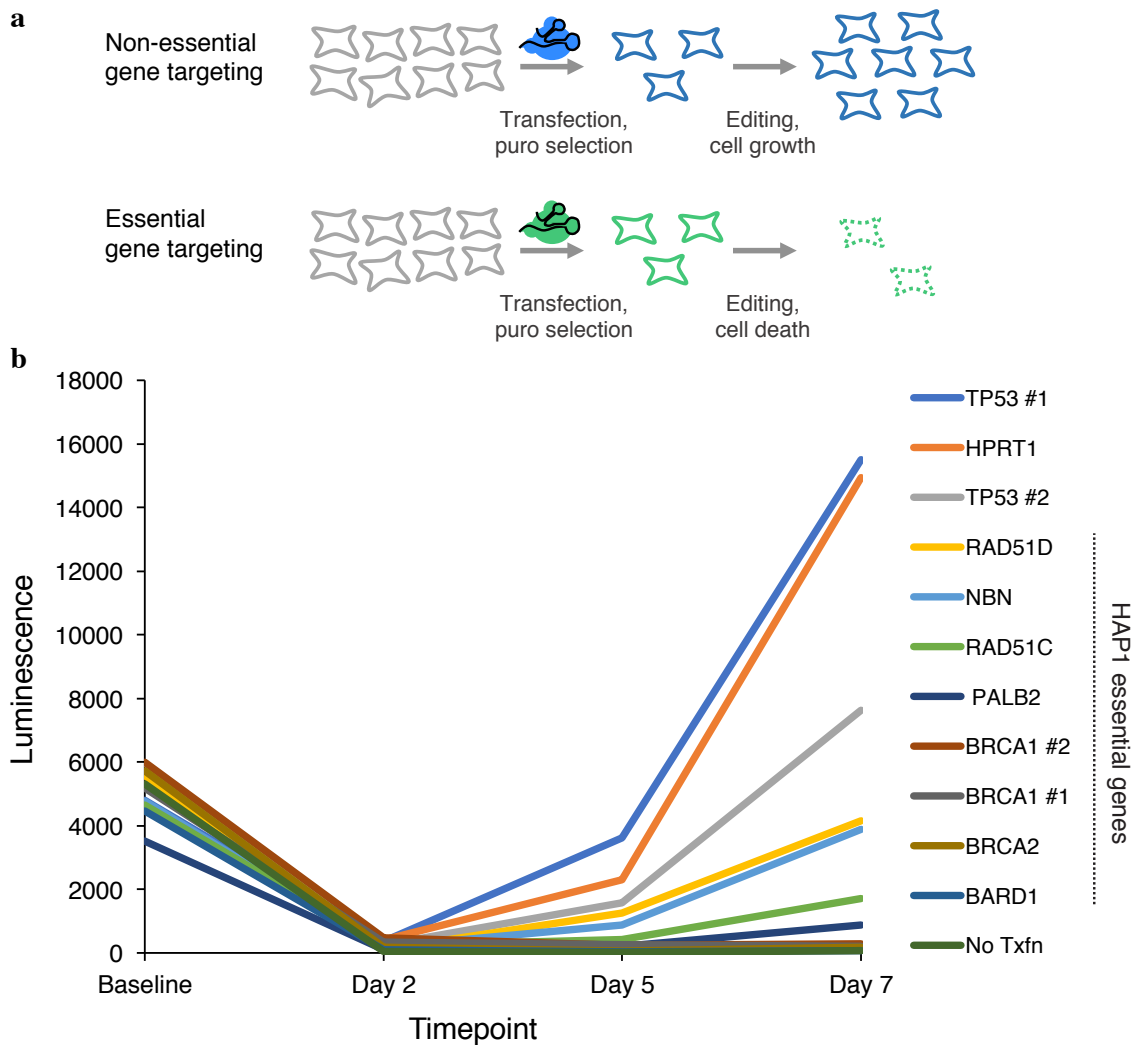 a
Non-essential
gene targeting
Transfection,
puro selection
Editing,
cell growth
Essential
gene targeting
Transfection,
puro selection
Editing,
cell death
b
Luminescence
18000
16000
14000
12000
10000
8000
6000
4000
2000
0
Baseline
Day 2
Day 5
Day 7
Timepoint
TP53 #1
HPRT1
TP53 #2
RAD51D
NBN
RAD51C
PALB2
BRCA1 #2
BRCA1 #1
BRCA2
BARD1
No Txfn
HAP1 essential genes